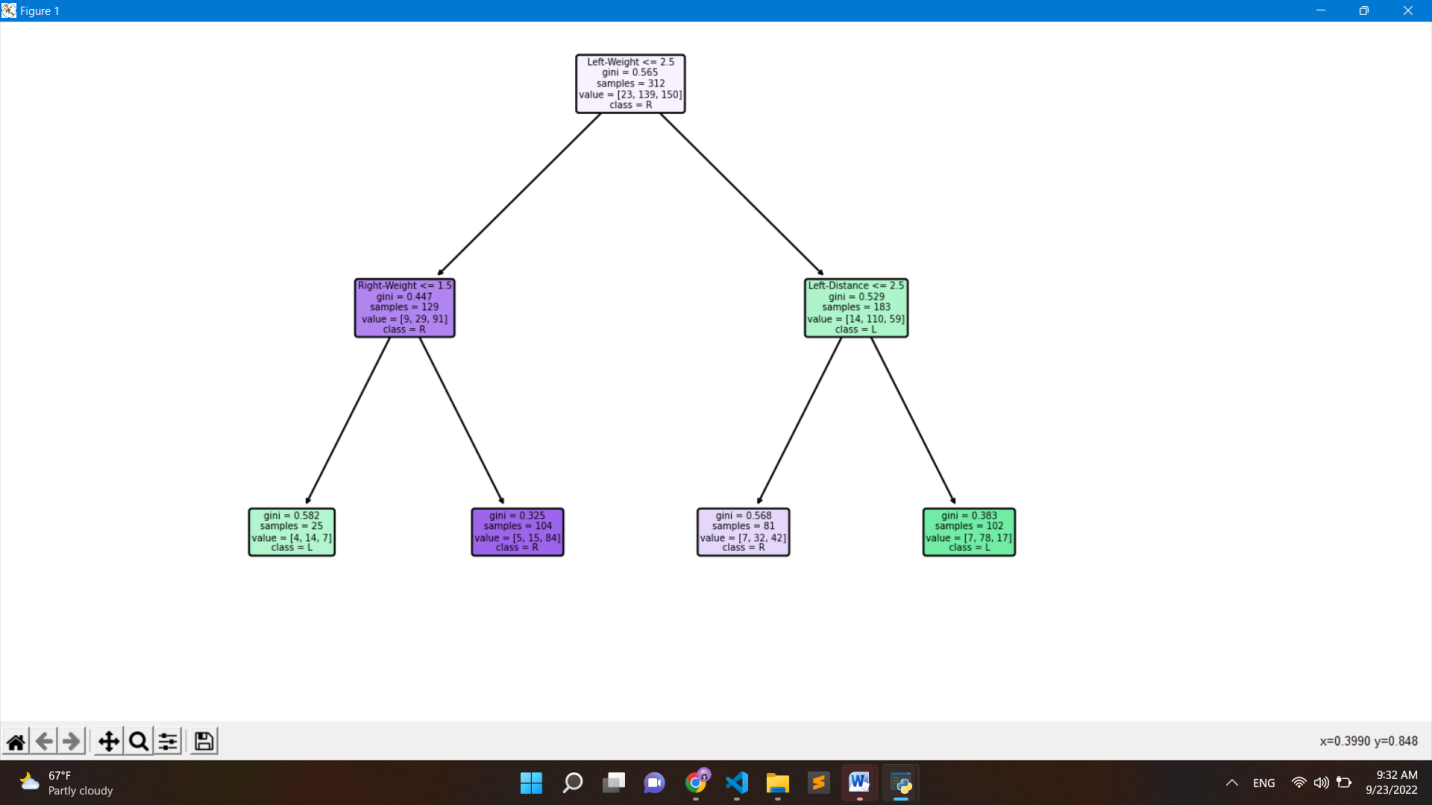 Figure 1
Left-Weight <= 2.5
gini = 0.565
samples = 312
value = [23, 139, 150]
class = R
Right-Weight <= 1.5
gini = 0.447
samples = 129
value = [9, 29, 91]
class = R
Left-Distance <= 2.5
gini = 0.529
samples = 183
value = [14, 110, 59]
class = L
gini = 0.582
samples = 25
value = [4, 14, 7]
class = L
gini = 0.325
samples = 104
value = [5, 15, 84]
class = R
gini = 0.568
samples = 81
value = [7, 32, 42]
class = R
gini = 0.383
samples = 102
value = [7, 78, 17]
class = L
x=0.3990 y=0.848
67°F
Partly cloudy
ENG
9:32 AM
9/23/2022